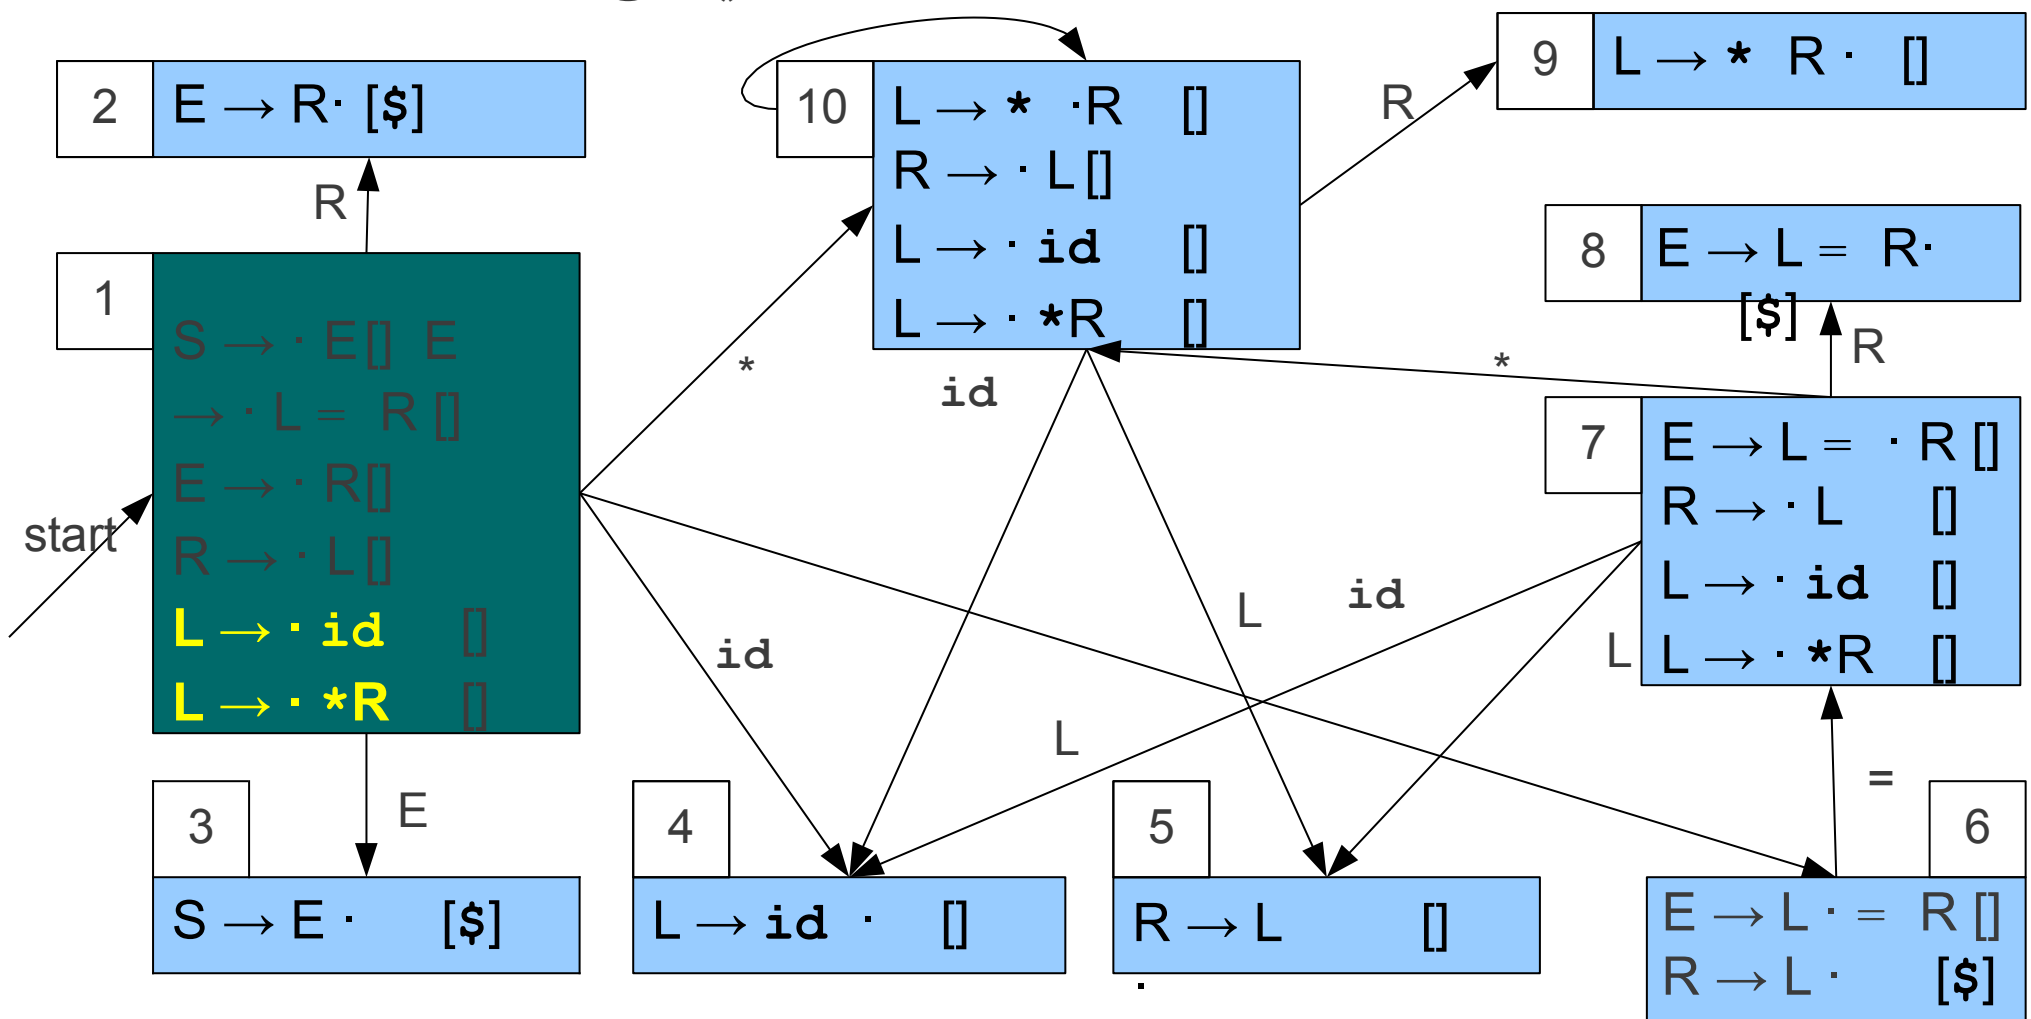 2
E → R· [$]
10
L → * ·R []
R → · L []
L → · id []
L → · *R []
9
L → * R · []
R
R
8
E → L = R·
[$]
R
1
S → · E[] E
→ · L = R []
E → · R[]
R → · L []
L → · id []
L → · *R []
start
*
id
*
7
E → L = · R []
R → · L []
L → · id []
L → · *R []
id
L
id
L
L
E
=
3
S → E · [$]
4
L → id · []
5
R → L []
·
6
E → L · = R []
R → L · [$]